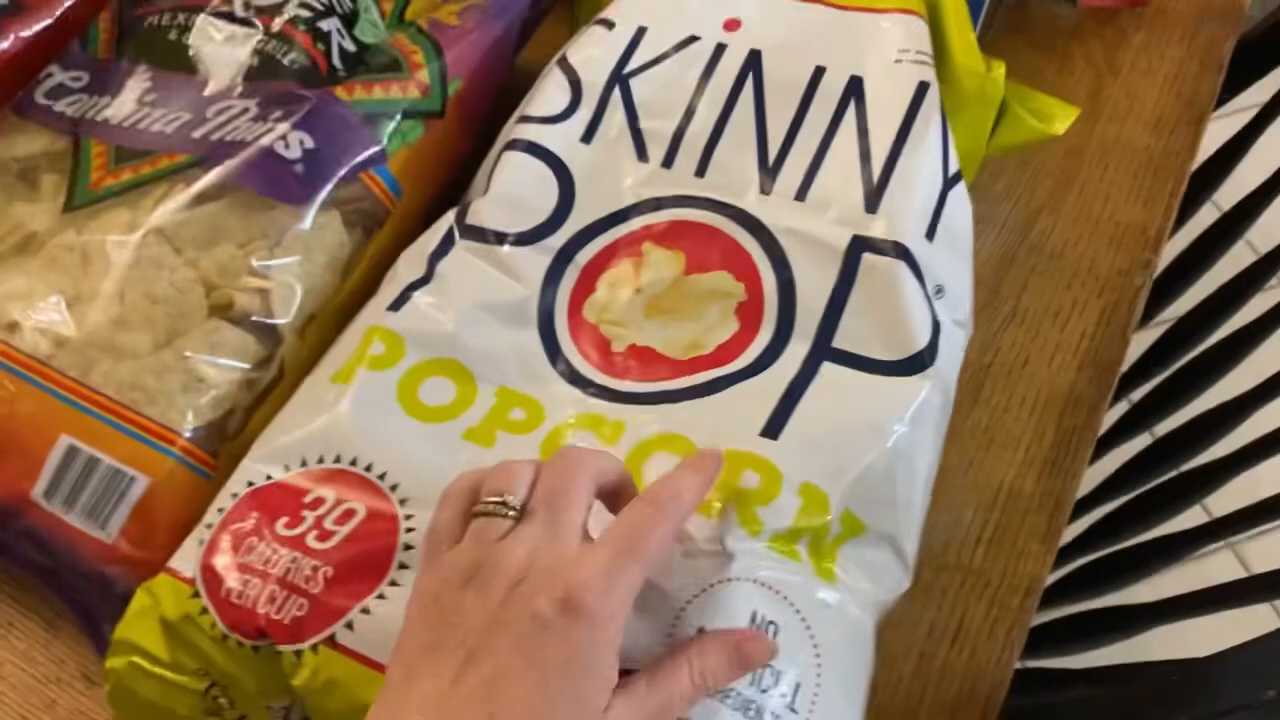 Cantina Thins
SKINNY
POP
POPCORN
39
CALORIES
PER CUP
NO